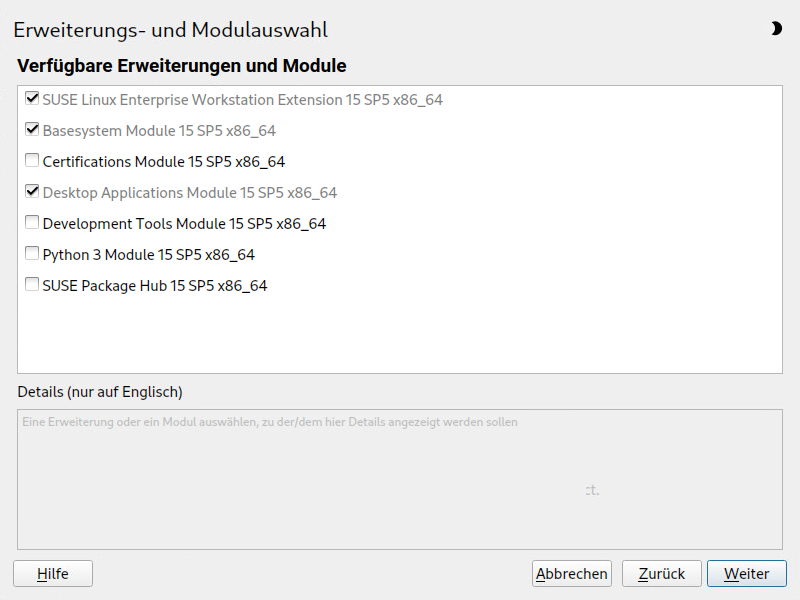 Erweiterungs- und Modulauswahl
Verfügbare Erweiterungen und Module
SUSE Linux Enterprise Workstation Extension 15 SP5 x86_64
Basesystem Module 15 SP5 x86_64
Certifications Module 15 SP5 x86_64
Desktop Applications Module 15 SP5 x86_64
Development Tools Module 15 SP5 x86_64
Python 3 Module 15 SP5 x86_64
SUSE Package Hub 15 SP5 x86_64
Details (nur auf Englisch)
Eine Erweiterung oder ein Modul auswählen, zu der/dem hier Details angezeigt werden sollen
Hilfe Abbrechen Zurück Weiter